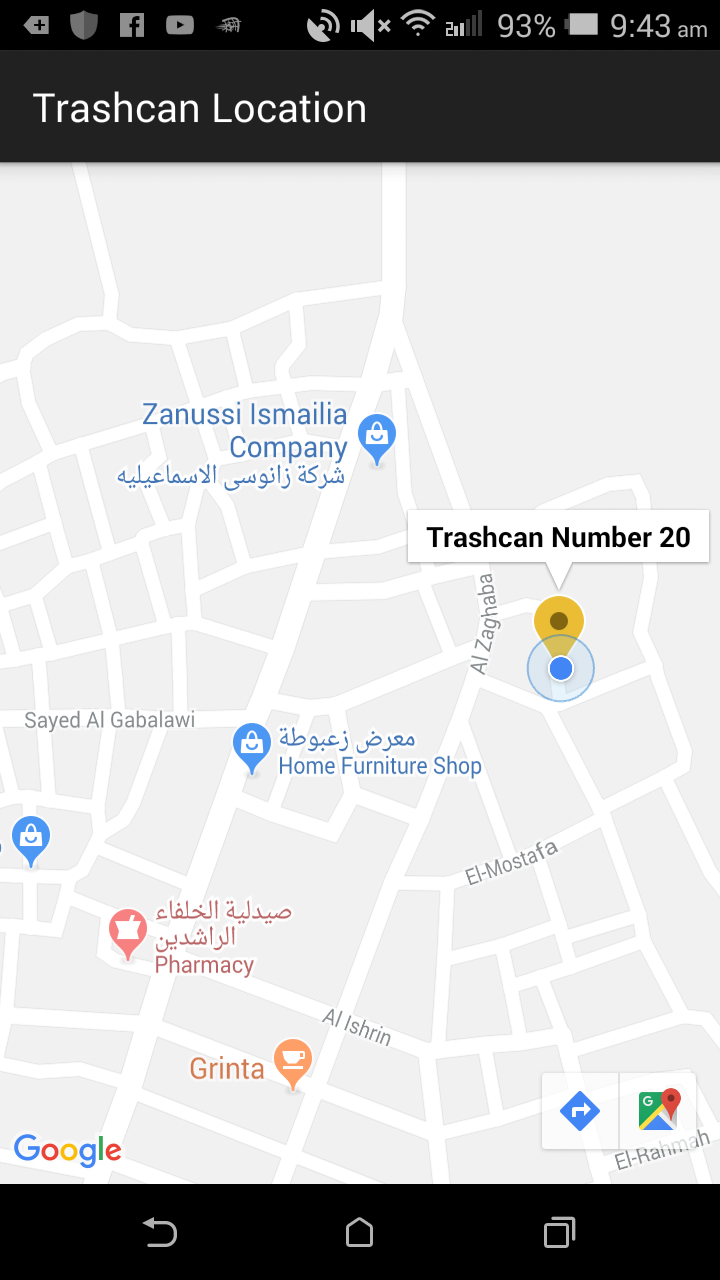 93% 9:43 am
Trashcan Location
Zanussi Ismailia
Company
شركة زانوسى الاسماعيليه
Trashcan Number 20
Al Zaghaba
Sayed Al Gabalawi
معرض زعبوطة
Home Furniture Shop
El-Mostafa
صيدلية الخلفاء
الراشدين
Pharmacy
Al Ishrin
Grinta
G
Google
El-Rahmah